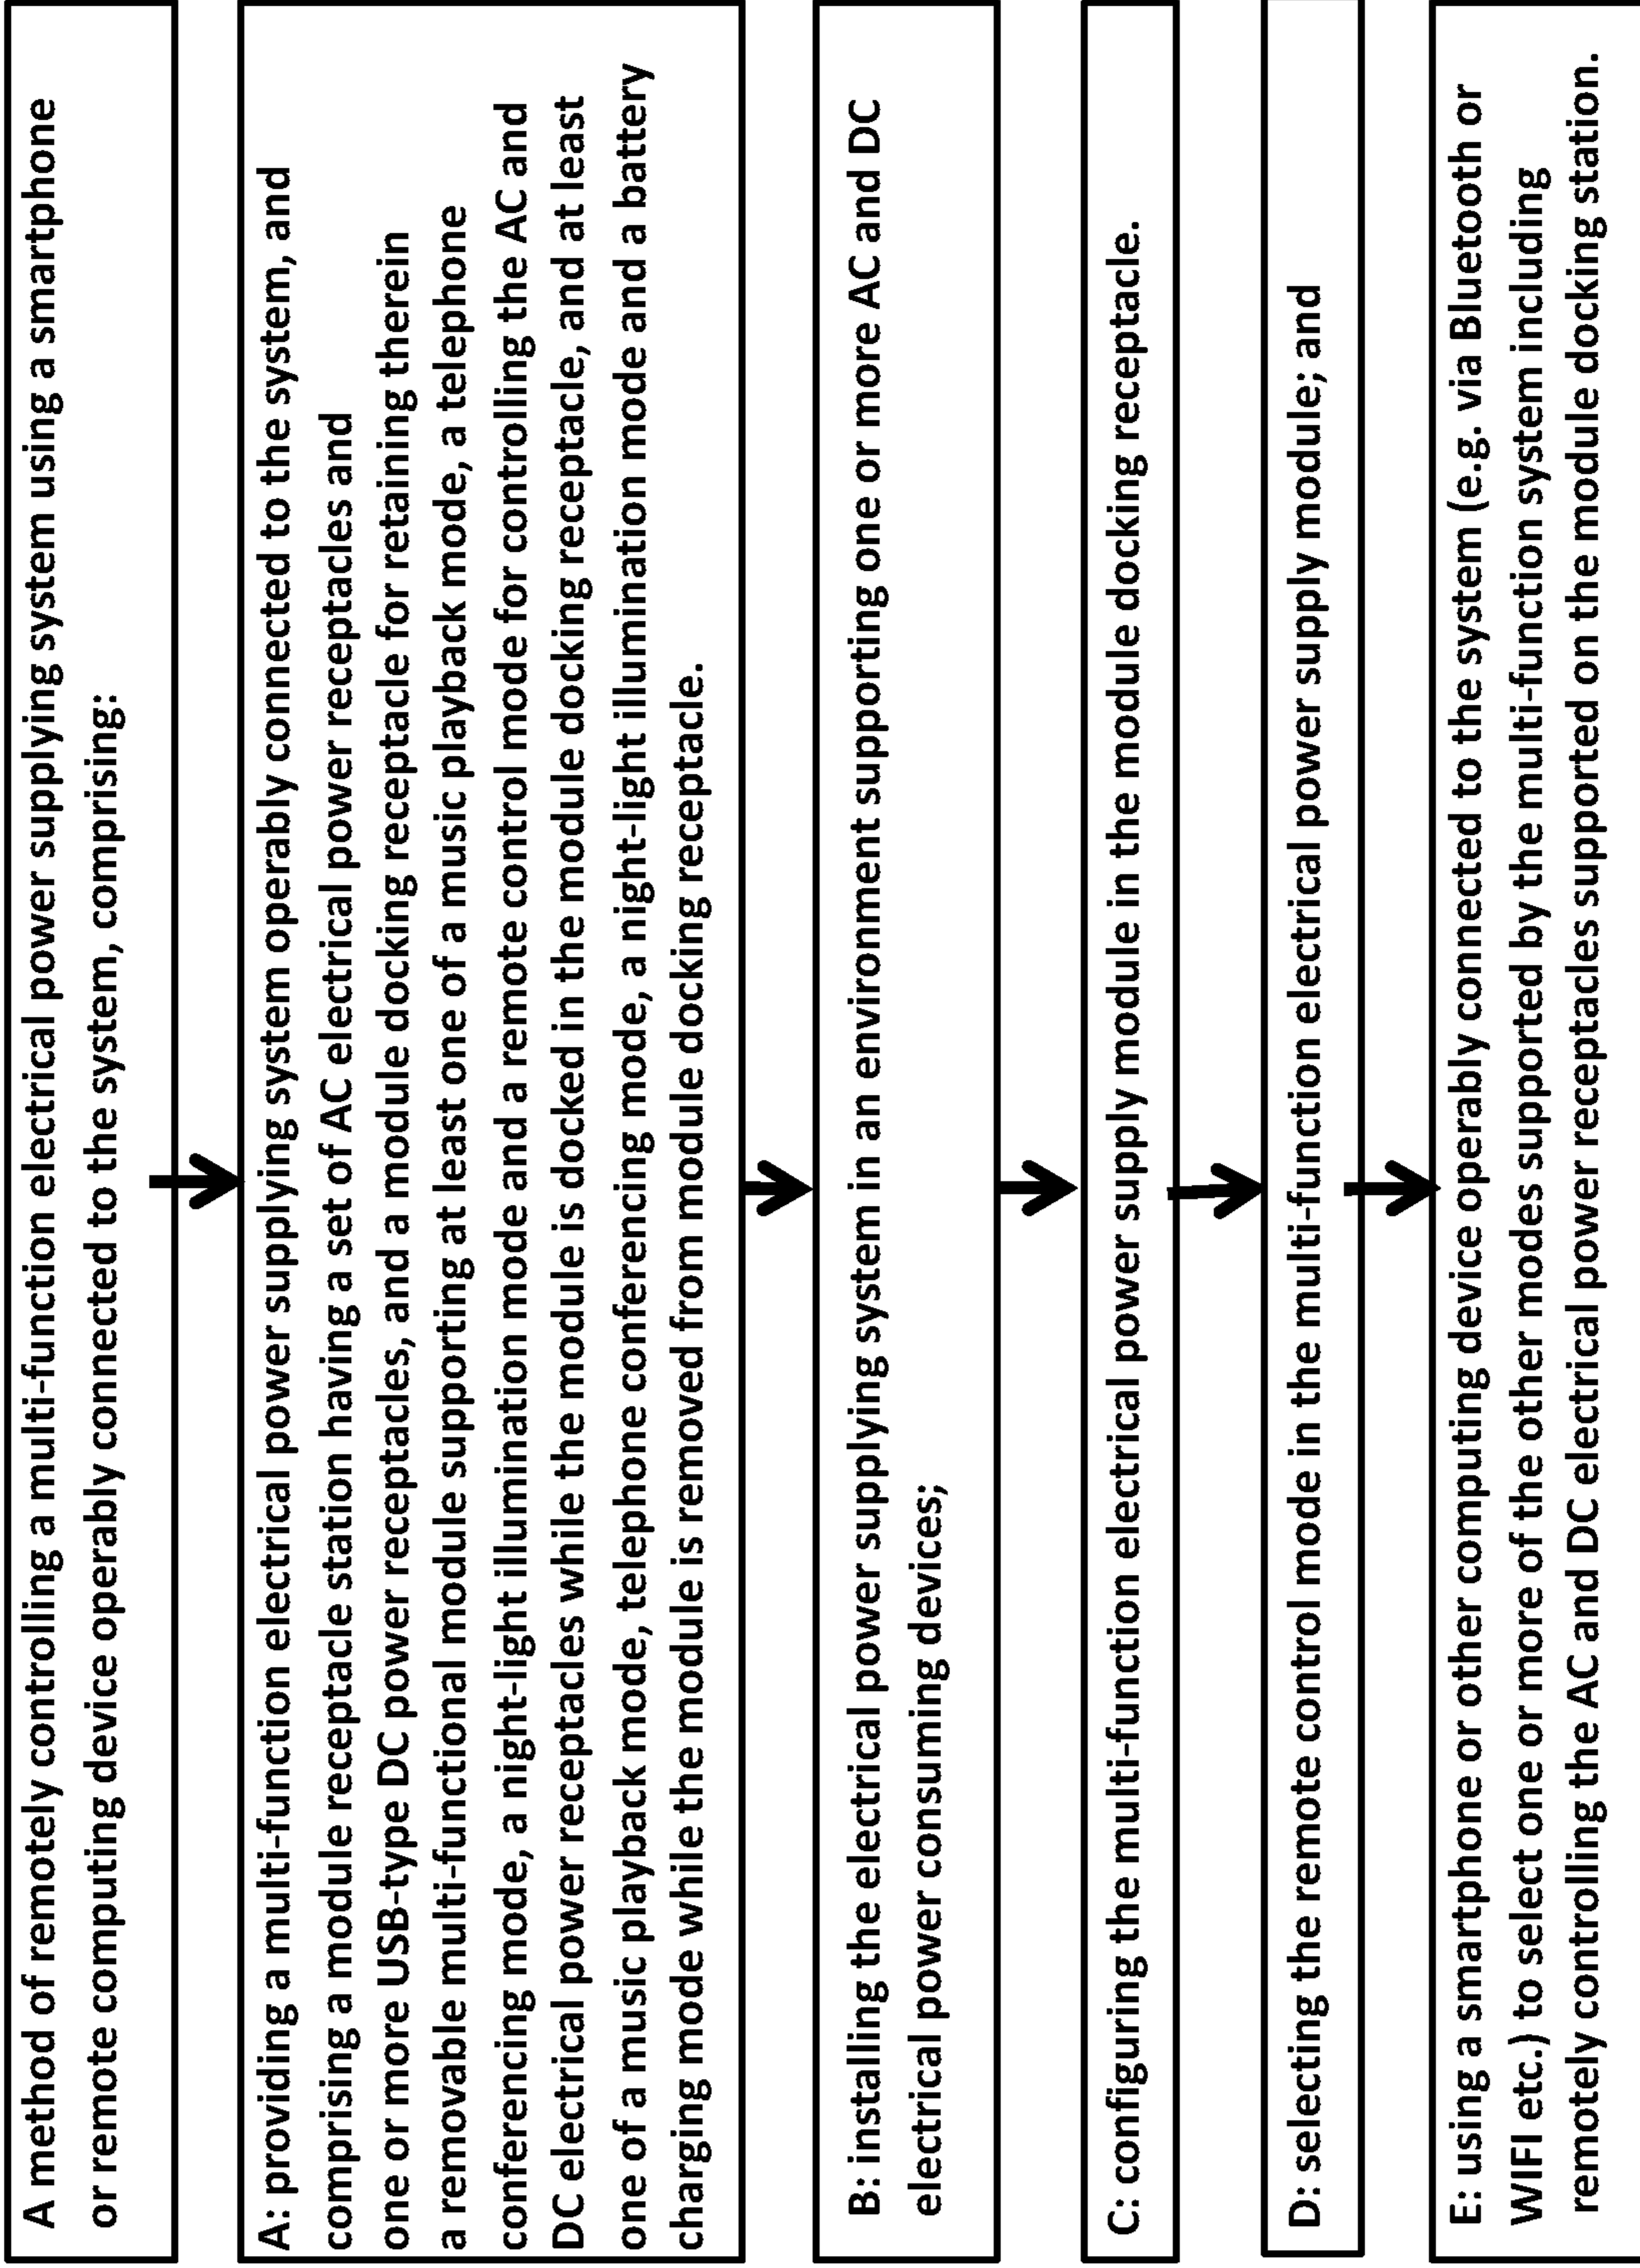 A method of remotely controlling a multi-function electrical power supplying system using a smartphone
or remote computing device operably connected to the system, comprising:
A: providing a multi-function electrical power supplying system operably connected to the system, and
comprising a module receptacle station having a set of AC electrical power receptacles and
one or more USB-type DC power receptacles, and a module docking receptacle for retaining therein
a removable multi-functional module supporting at least one of a music playback mode, a telephone
conferencing mode, a night-light illumination mode and a remote control mode for controlling the AC and
DC electrical power receptacles while the module is docked in the module docking receptacle, and at least
one of a music playback mode, telephone conferencing mode, a night-light illumination mode and a battery
charging mode while the module is removed from module docking receptacle.
B: installing the electrical power supplying system in an environment supporting one or more AC and DC
electrical power consuming devices;
C: configuring the multi-function electrical power supply module in the module docking receptacle.
D: selecting the remote control mode in the multi-function electrical power supply module; and
E: using a smartphone or other computing device operably connected to the system (e.g. via Bluetooth or
WIFI etc.) to select one or more of the other modes supported by the multi-function system including
remotely controlling the AC and DC electrical power receptacles supported on the module docking station.